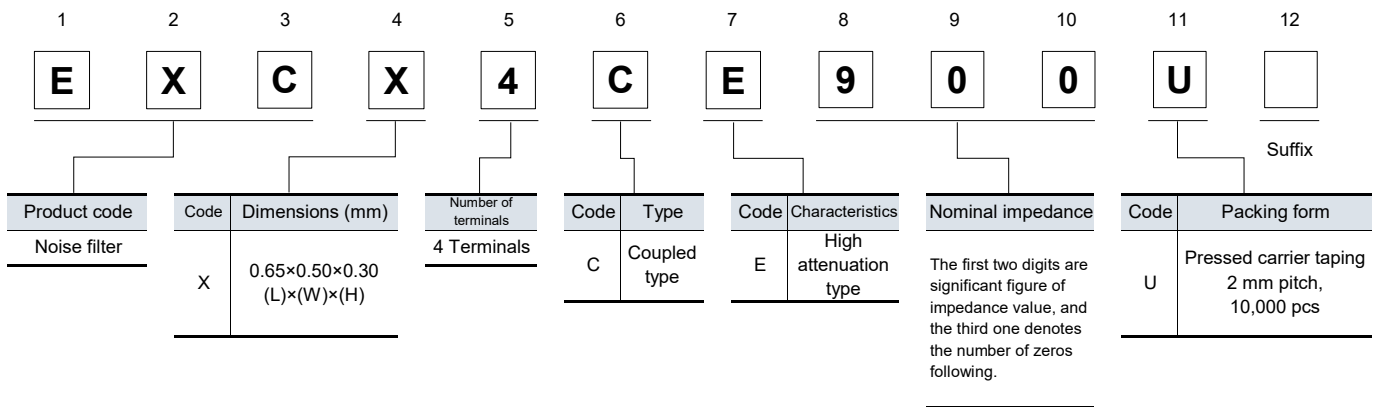 1 2 3 4 5 6 7 8 9 10 11 12
E X C X 4 C E 9 0 0 U
Suffix
Product code
Noise filter
Code Dimensions (mm)
X
0.65×0.50×0.30
(L)×(W)×(H)
Number of
terminals
4 Terminals
Code Type
C
Coupled
type
Code Characteristics
E
High
attenuation
type
Nominal impedance
The first two digits are
significant figure of
impedance value, and
the third one denotes
the number of zeros
following.
Code Packing form
U
Pressed carrier taping
2 mm pitch,
10,000 pcs